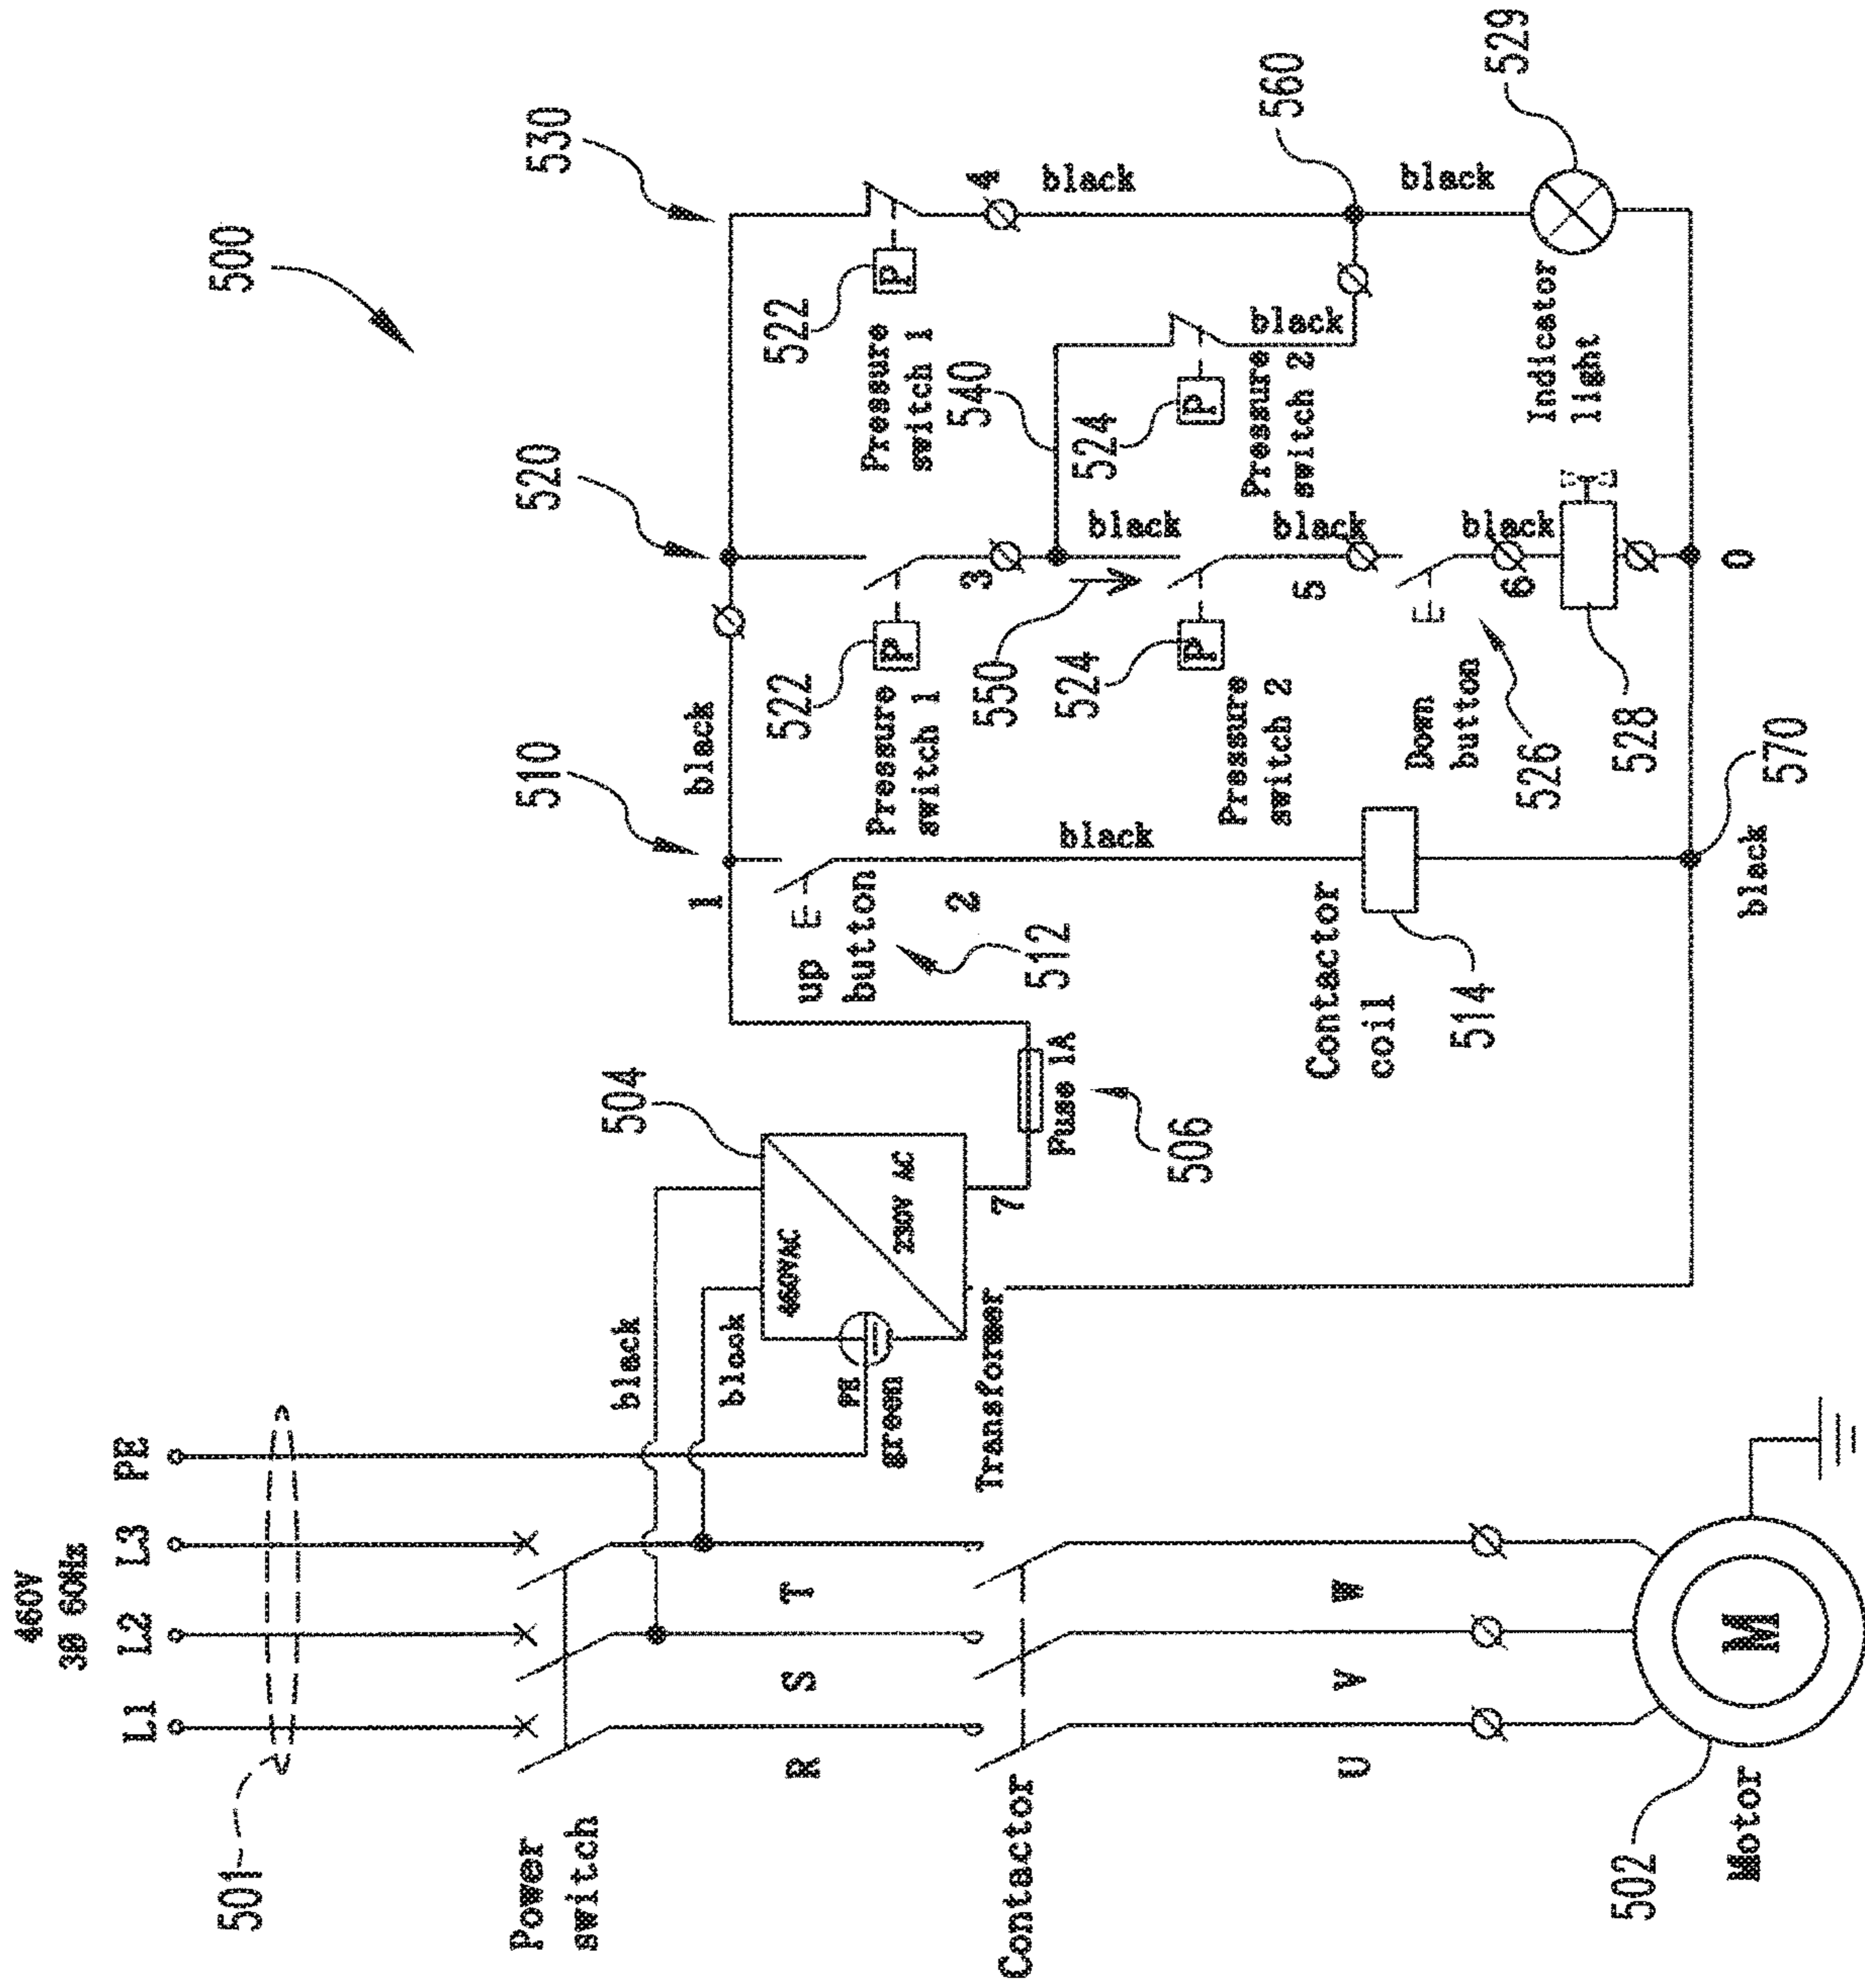 460V
3Ø 60Hz
L1
L2
L3
PE
501
Power
switch
R
S
T
Contactor
U
V
W
502
Motor
M
black
black
PE
green
460VAC
230V AC
504
Transformer
7
Fuse 1A
506
500
510
520
530
1
black
up
button
2
512
black
Contactor
coil
514
522
P
Pressure
switch 1
3
550
black
524
P
Pressure
switch 2
black
5
Down
button
526
E
E
6
black
528
0
570
black
522
P
Pressure
switch 1
4
black
540
524
P
Pressure
switch 2
black
560
black
529
Indicator
light